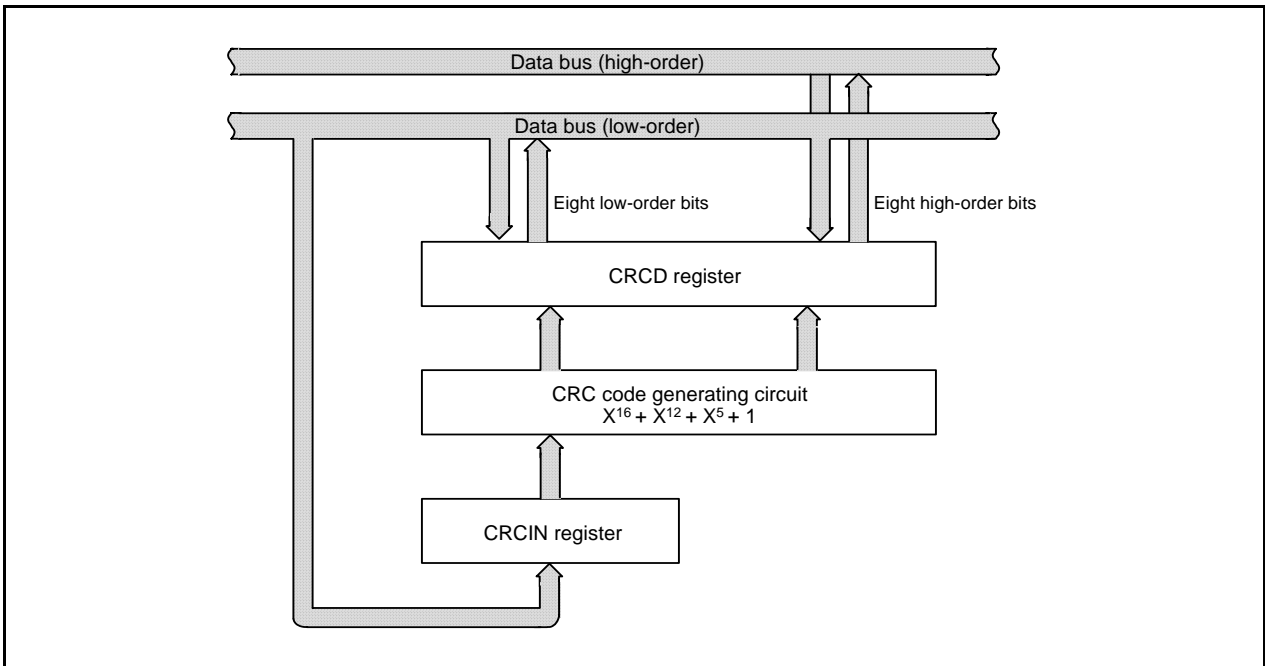 Data bus (high-order)
Data bus (low-order)
Eight low-order bits
Eight high-order bits
CRCD register
CRC code generating circuit
X¹⁶ + X¹² + X⁵ + 1
CRCIN register